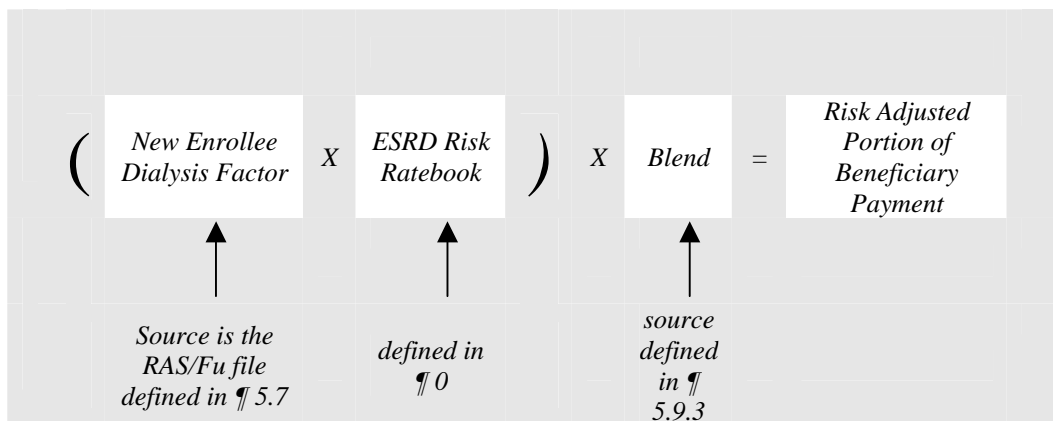 ( New Enrollee X ESRD Risk ) X Blend = Risk Adjusted
Dialysis Factor Ratebook Portion of
Beneficiary
Payment
Source is the
RAS/Fu file
defined in ¶ 5.7
defined in
¶ 0
source
defined
in ¶
5.9.3